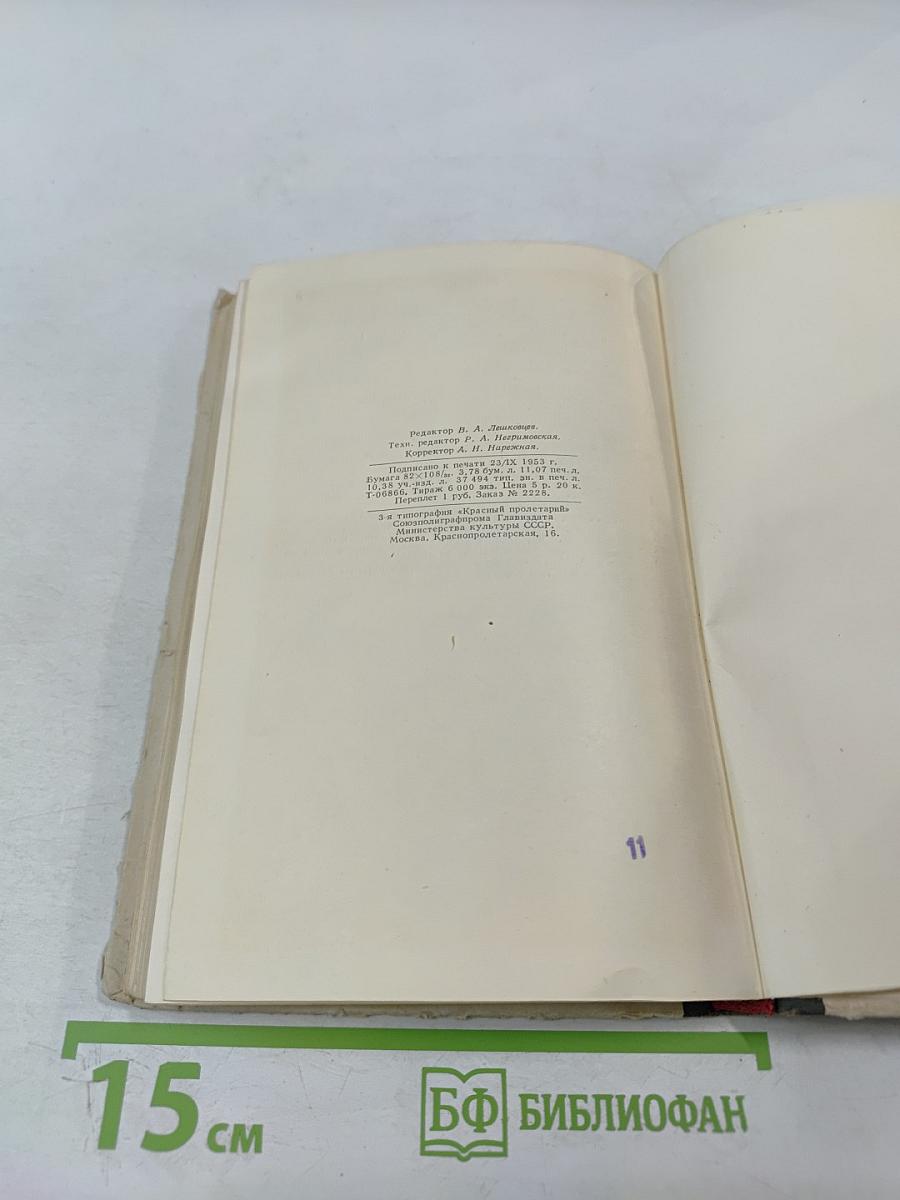 Редактор В. А. Лешковцев.
Техн. редактор Р. А. Негримовская.
Корректор А. Н. Нарежная.
Подписано к печати 23/IX 1953 г.
Бумага 82×108/32. 3,78 бум. л. 11,07 печ. л.
10,38 уч.-изд. л. 37 494 тип. зн. в печ. л.
Т-06866. Тираж 6 000 экз. Цена 5 р. 20 к.
Переплет 1 руб. Заказ № 2228.
3-я типография «Красный пролетарий»
Союзполиграфпрома Главиздата
Министерства культуры СССР.
Москва, Краснопролетарская, 16.
11
15 см
БФ БИБЛИОФАН